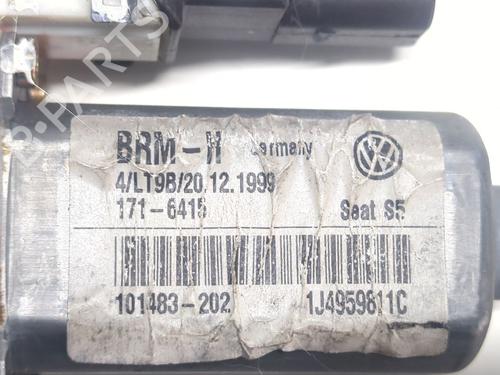 BRM-H Germany
4/LT9B/20.12.1999
171-6415 Seat S5
101483-202 1J4959811C
B-PARTS